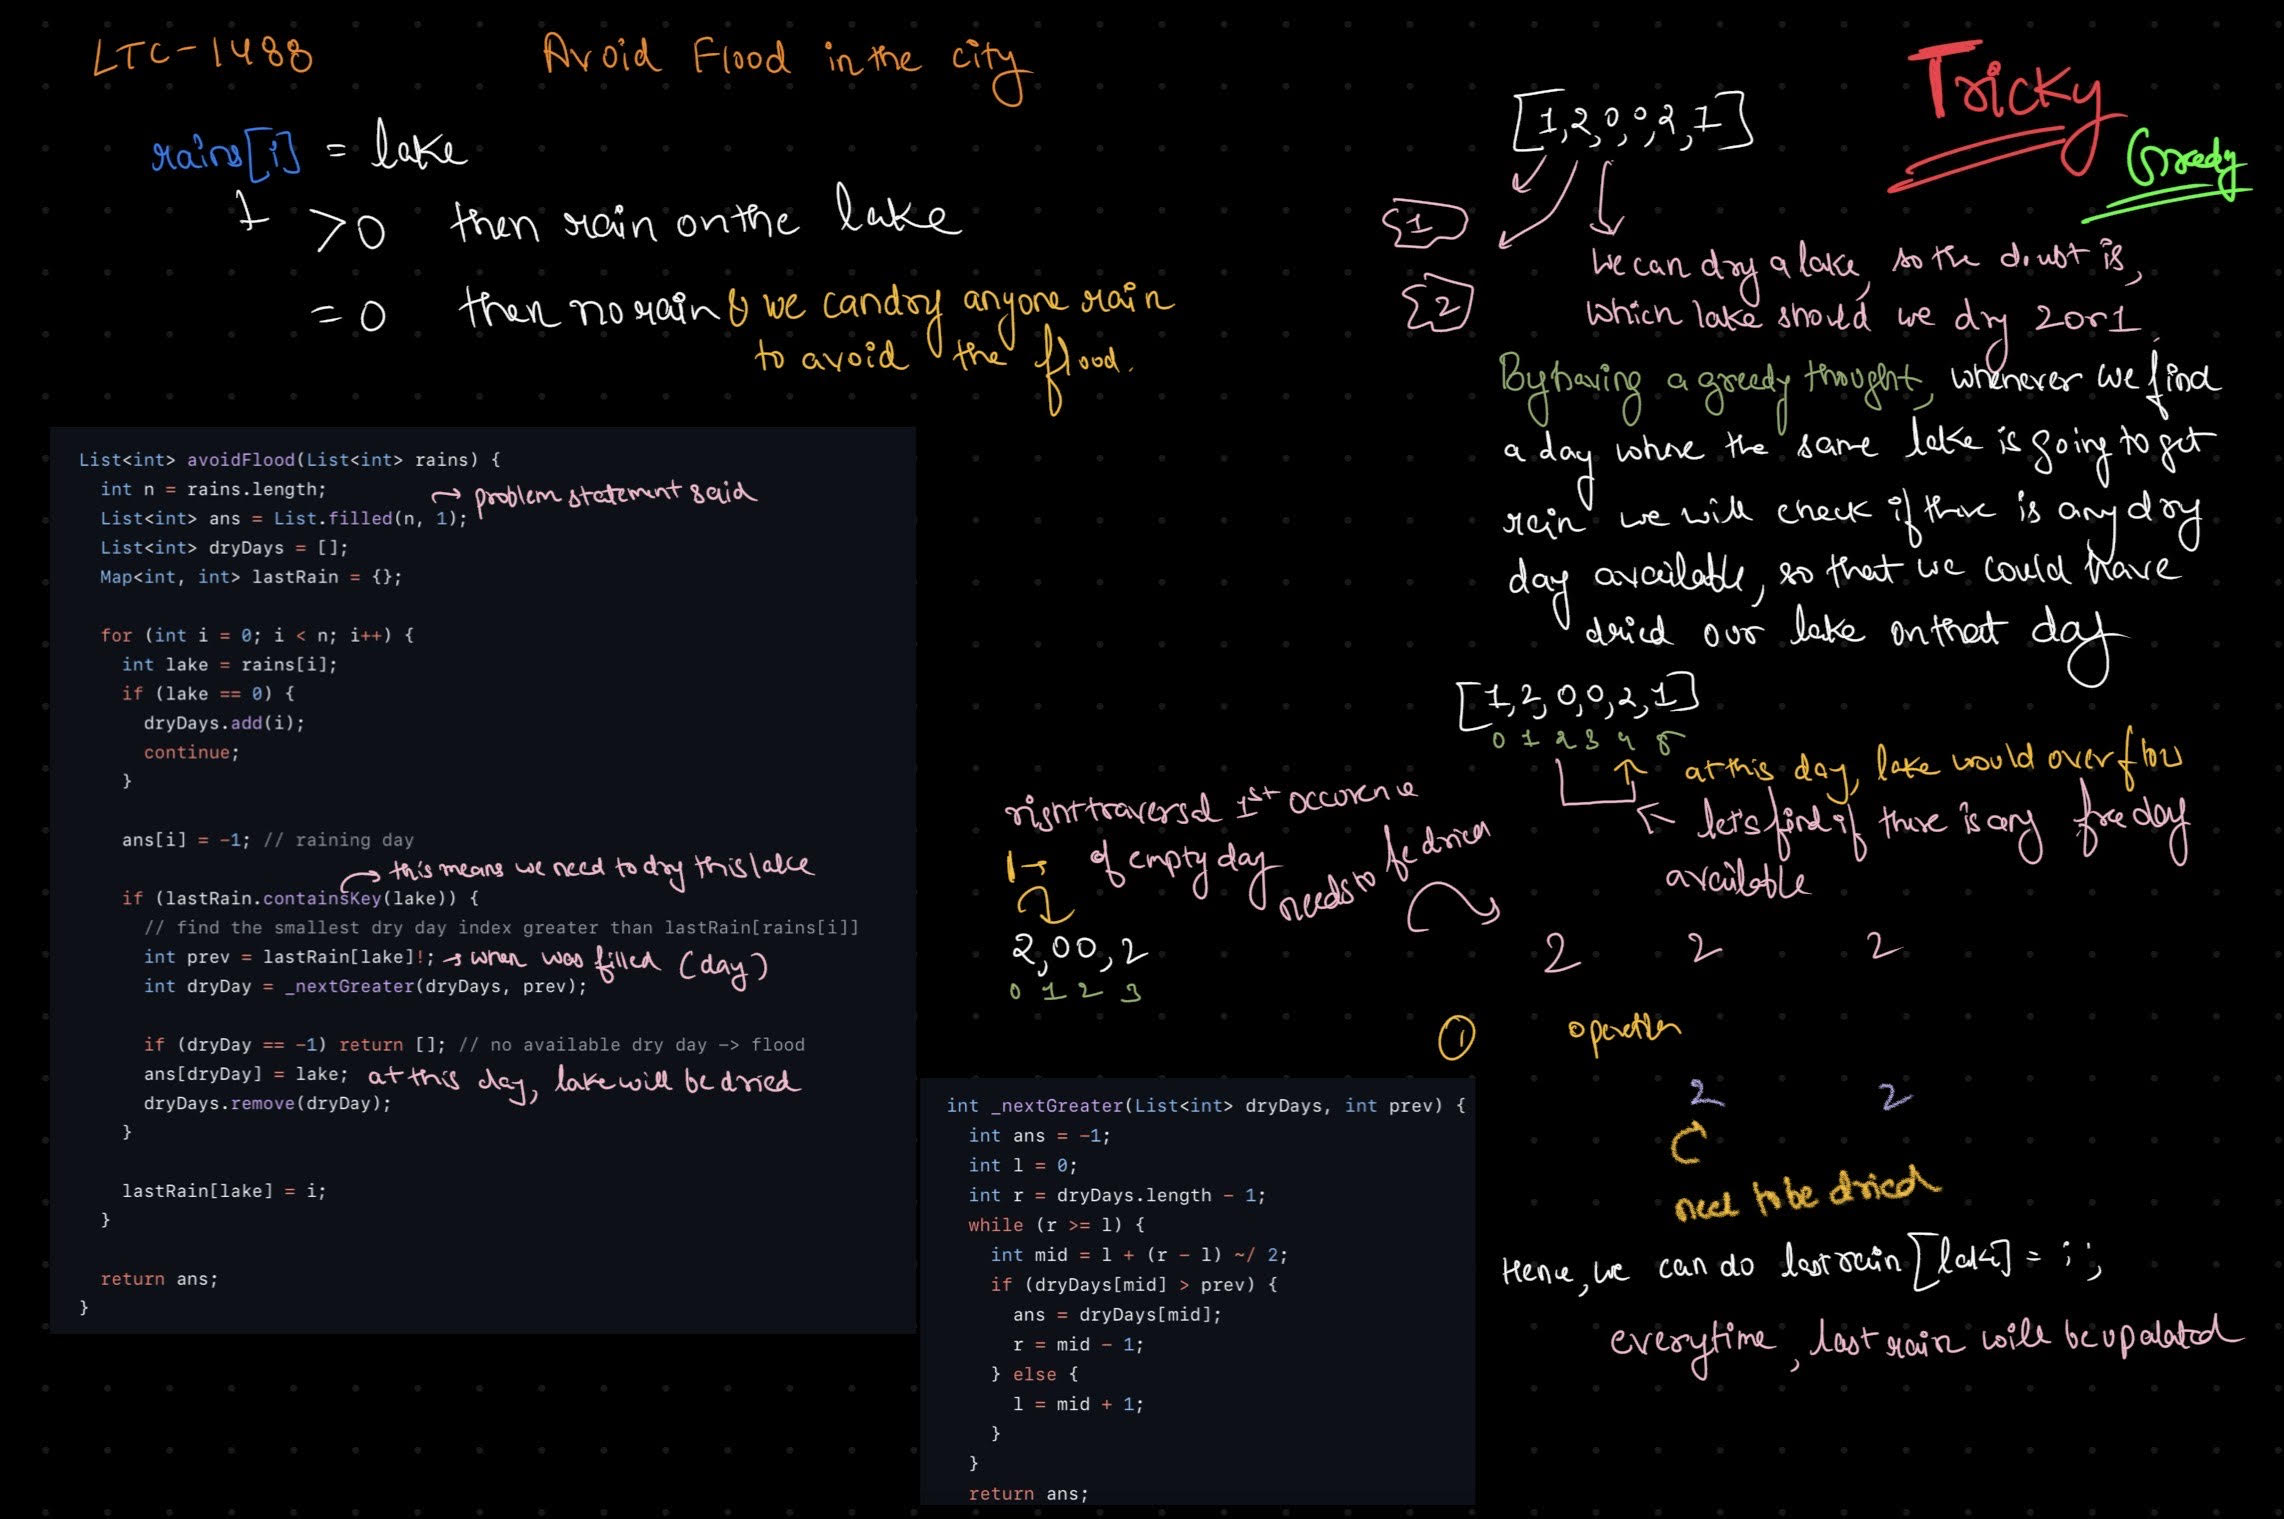 LTC-1488
Avoid Flood in the city
Tricky
Greedy
rains[i] = lake
1 >0 then rain on the lake
= 0 then no rain & we can dry anyone rain
to avoid the flood.
List<int> avoidFlood(List<int> rains) {
int n = rains.length;
→ problem statement said
List<int> ans = List.filled(n, 1);
List<int> dryDays = [];
Map<int, int> lastRain = {};
for (int i = 0; i < n; i++) {
int lake = rains[i];
if (lake == 0) {
dryDays.add(i);
continue;
}
ans[i] = -1; // raining day
→ this means we need to dry this lake
if (lastRain.containsKey(lake)) {
// find the smallest dry day index greater than lastRain[rains[i]]
int prev = lastRain[lake]!; → when was filled (day)
int dryDay = _nextGreater(dryDays, prev);
if (dryDay == -1) return []; // no available dry day -> flood
ans[dryDay] = lake; at this day, lake will be dried
dryDays.remove(dryDay);
}
lastRain[lake] = i;
}
return ans;
}
[1,2,0,0,2,1]
{1}
{2}
We can dry a lake, so the doubt is,
which lake should we dry 2 or 1.
By having a greedy thought, whenever we find
a day where the same lake is going to get
rain we will check if there is any dry
day available, so that we could have
dried our lake on that day
[1,2,0,0,2,1]
0 1 2 3 4 5
at this day, lake would overflow
let's find if there is any free day
available
right traversal 1st occurence
of empty day
1→
needs to be dried
2,00,2
0 1 2 3
2 2 2
①
2 2
need to be dried
Hence, we can do lastrain[lake] = i;
everytime, last rain will be updated
int _nextGreater(List<int> dryDays, int prev) {
int ans = -1;
int l = 0;
int r = dryDays.length - 1;
while (r >= l) {
int mid = l + (r - l) ~/ 2;
if (dryDays[mid] > prev) {
ans = dryDays[mid];
r = mid - 1;
} else {
l = mid + 1;
}
}
return ans;